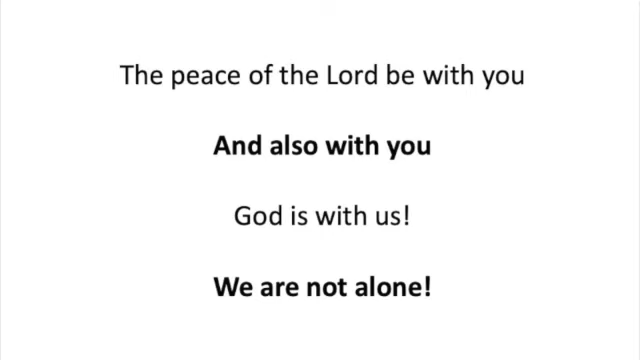 The peace of the Lord be with you
And also with you
God is with us!
We are not alone!